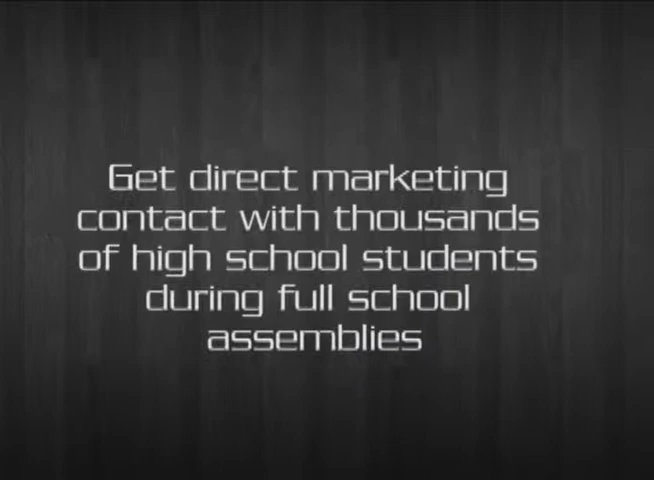 Get direct marketing
contact with thousands
of high school students
during full school
assemblies